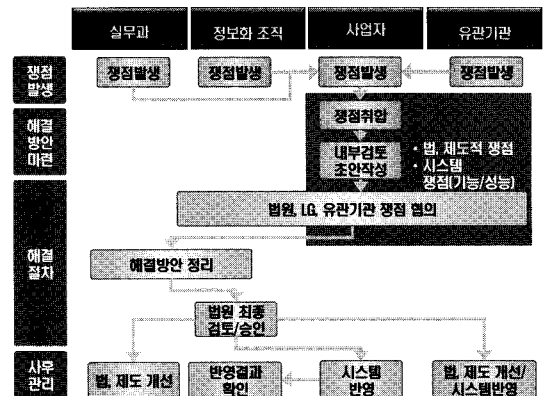 실무과 정보화 조직 사업자 유관기관
쟁점
발생
쟁점발생 쟁점발생 쟁점발생 쟁점발생
해결
방안
마련
쟁점취합
내부검토
초안작성
• 법, 제도적 쟁점
• 시스템
쟁점(기능/성능)
법원, LG, 유관기관 쟁점 협의
해결
절차
해결방안 정리
법원 최종
검토/승인
사후
관리
법, 제도 개선
반영결과
확인
시스템
반영
법, 제도 개선/
시스템반영